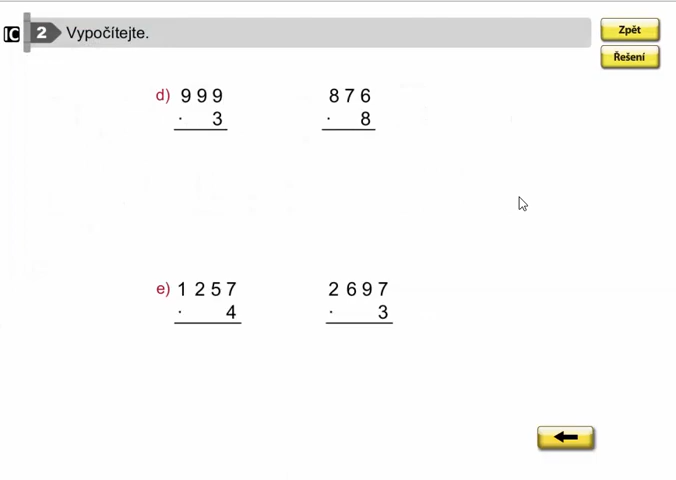 IC 2 Vypočítejte.
Zpět
Řešení
d) 9 9 9 8 7 6
· 3 · 8
e) 1 2 5 7 2 6 9 7
· 4 · 3